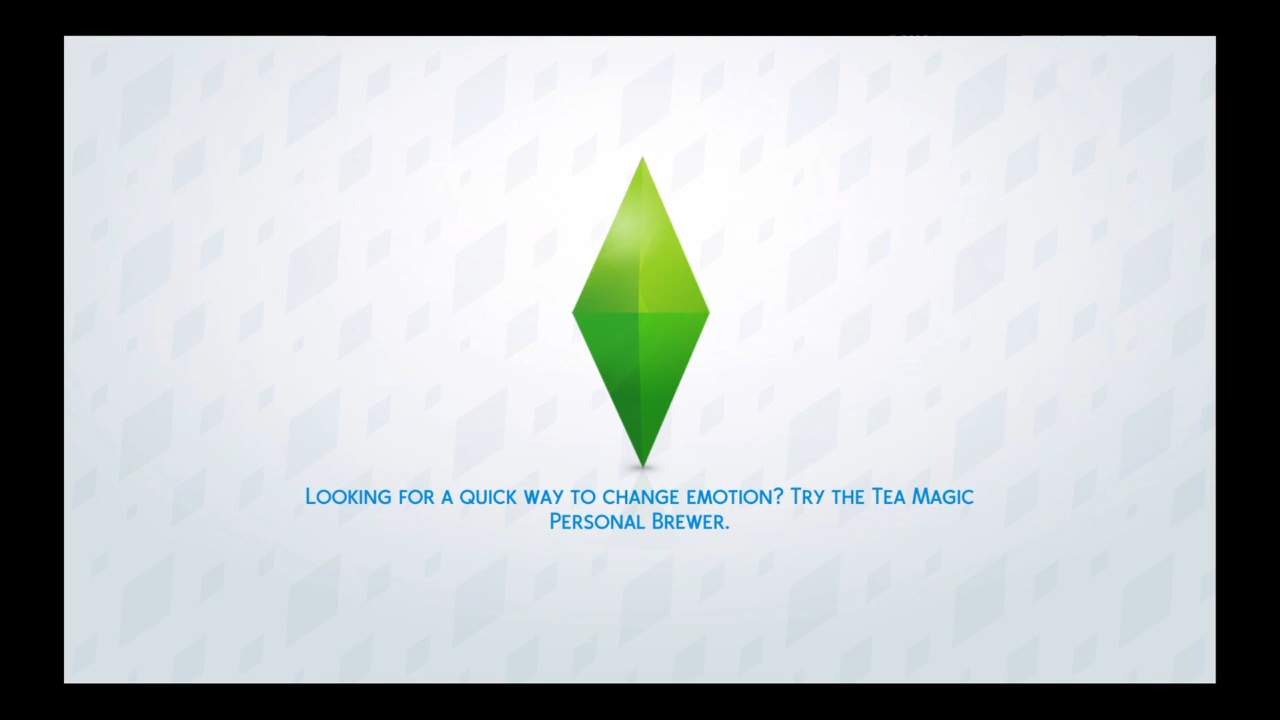 Looking for a quick way to change emotion? Try the Tea Magic
Personal Brewer.